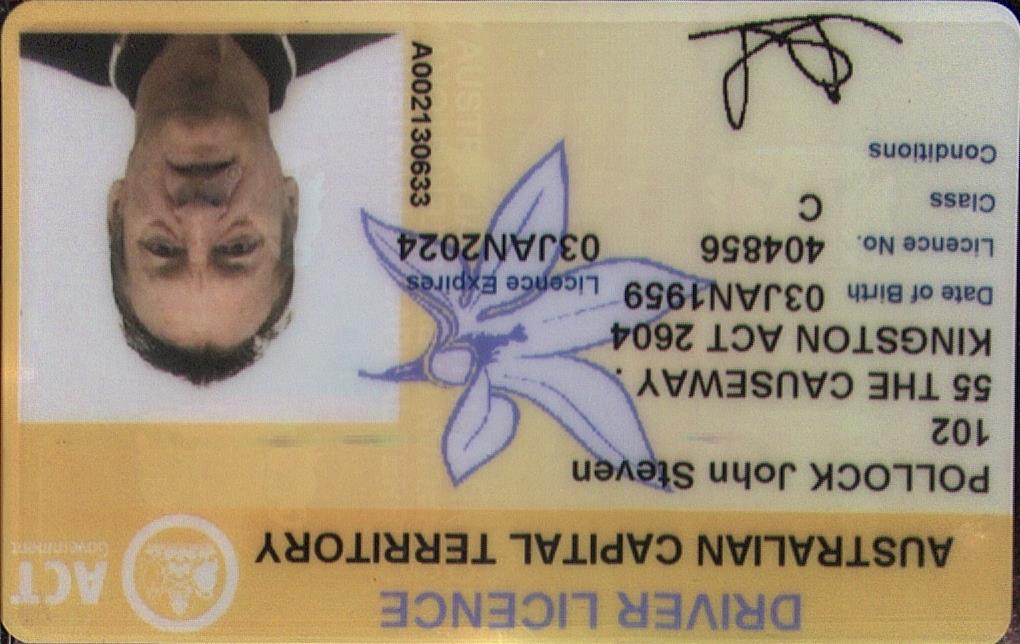 DRIVER LICENCE
AUSTRALIAN CAPITAL TERRITORY
ACT
Government
POLLOCK John Steven
102
55 THE CAUSEWAY .
KINGSTON ACT 2604
Date of Birth 03JAN1959
Licence Expires
Licence No. 404856
03JAN2024
Class C
Conditions
A002130633